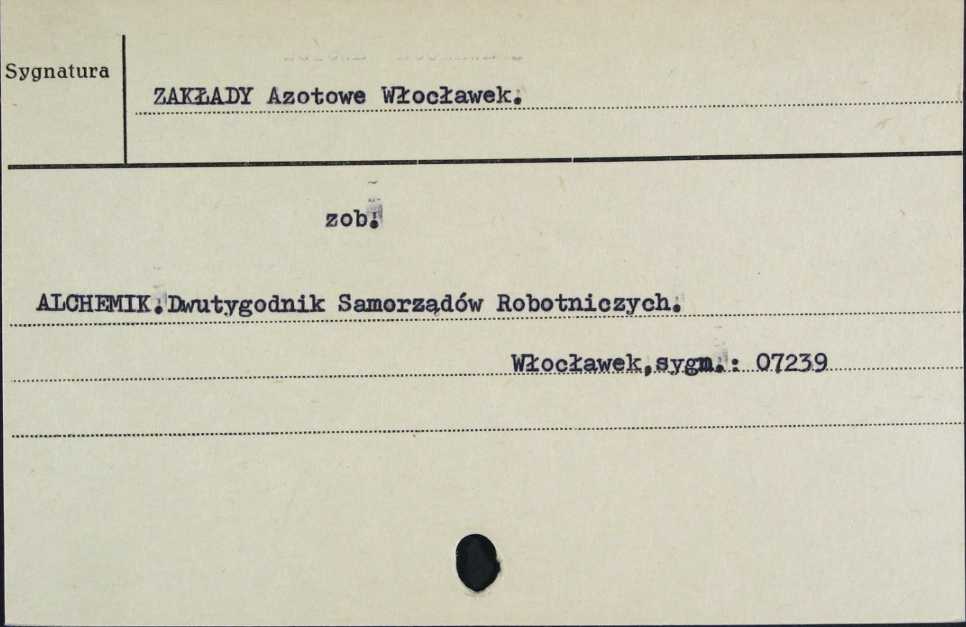 Sygnatura
ZAKŁADY Azotowe Włocławek.
zob.
ALCHEMIK.Dwutygodnik Samorządów Robotniczych.
Włocławek,sygn.: 07239